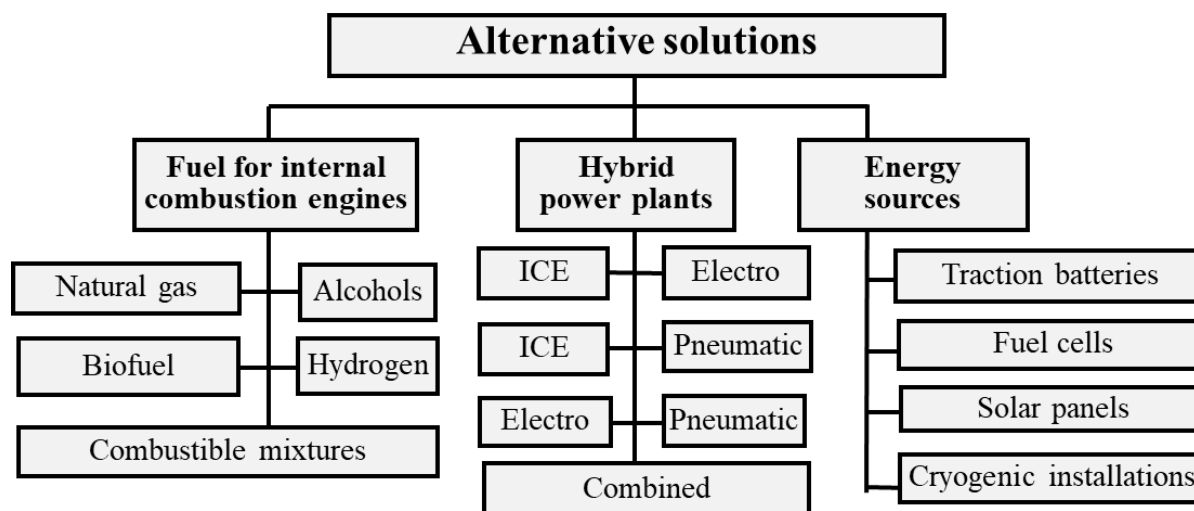 Alternative solutions
Fuel for internal
combustion engines
Hybrid
power plants
Energy
sources
Natural gas
Alcohols
Biofuel
Hydrogen
Combustible mixtures
ICE
Electro
ICE
Pneumatic
Electro
Pneumatic
Combined
Traction batteries
Fuel cells
Solar panels
Cryogenic installations